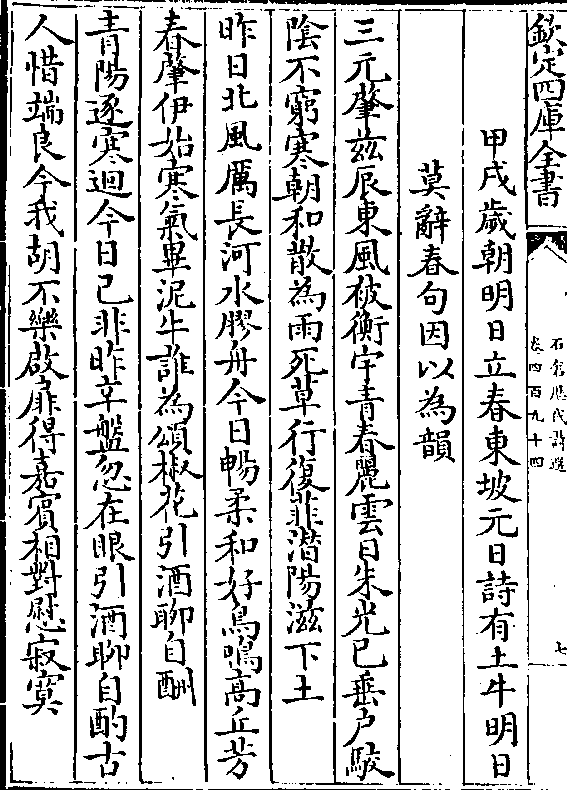 欽定四庫全書
石倉歷代詩選
卷四百九十四
七
甲戌歲朝明日立春東坡元日詩有土牛明日
莫辭春句因以為韻
三元肇兹辰東風被衡宇青春麗雲日朱光已垂户殿
陰不窮寒朝和散為雨死草行復菲潜陽滋下土
昨日北風厲長河水膠舟今日暢柔和好鳥鳴高丘芳
春肇伊始寒氣畢泥牛誰為頌椒花引酒聊自酬
青陽逐寒迴今日已非昨辛盤忽在眼引酒聊自酌古
人惜端良今我胡不樂啟扉得嘉賓相對慰寂寞